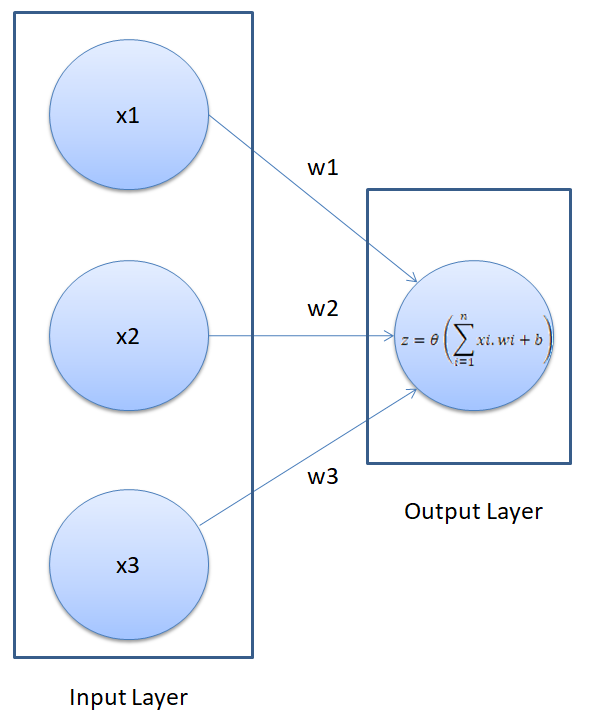 x1
w1
w2
x2
z = θ (∑ xi. wi + b)
n
i=1
w3
Output Layer
x3
Input Layer